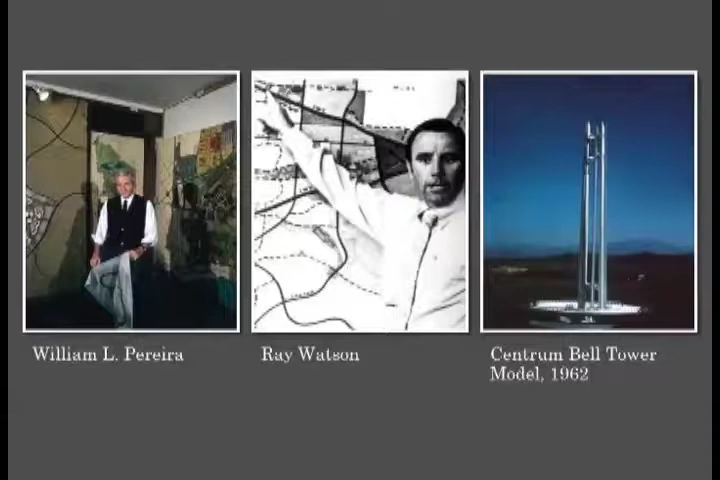 William L. Pereira
Ray Watson
Centrum Bell Tower
Model, 1962